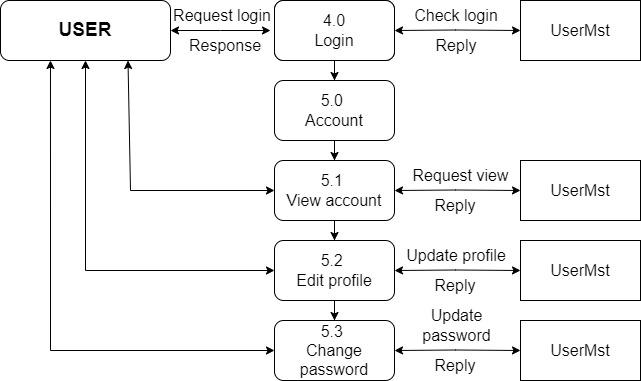 USER
Request login
Response
4.0
Login
Check login
Reply
UserMst
5.0
Account
5.1
View account
Request view
Reply
UserMst
5.2
Edit profile
Update profile
Reply
UserMst
5.3
Change
password
Update
password
Reply
UserMst